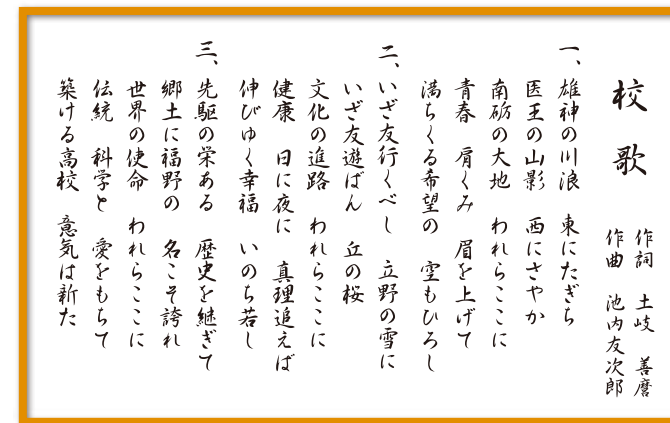 校歌
作詞　土岐　善麿
作曲　池内友次郎
一、雄神の川浪　東にたぎち
医王の山影　西にさやか
南砺の大地　われらここに
青春　肩くみ　眉を上げて
満ちくる希望の　空もひろし
二、いざ友行くべし　立野の雪に
いざ友遊ばん　丘の桜
文化の進路　われらここに
健康　日に夜に　真理追えば
伸びゆく幸福　いのち若し
三、先駆の栄ある　歴史を継ぎて
郷土に福野の　名こそ誇れ
世界の使命　われらここに
伝統　科学と　愛をもちて
築ける高校　意気は新た